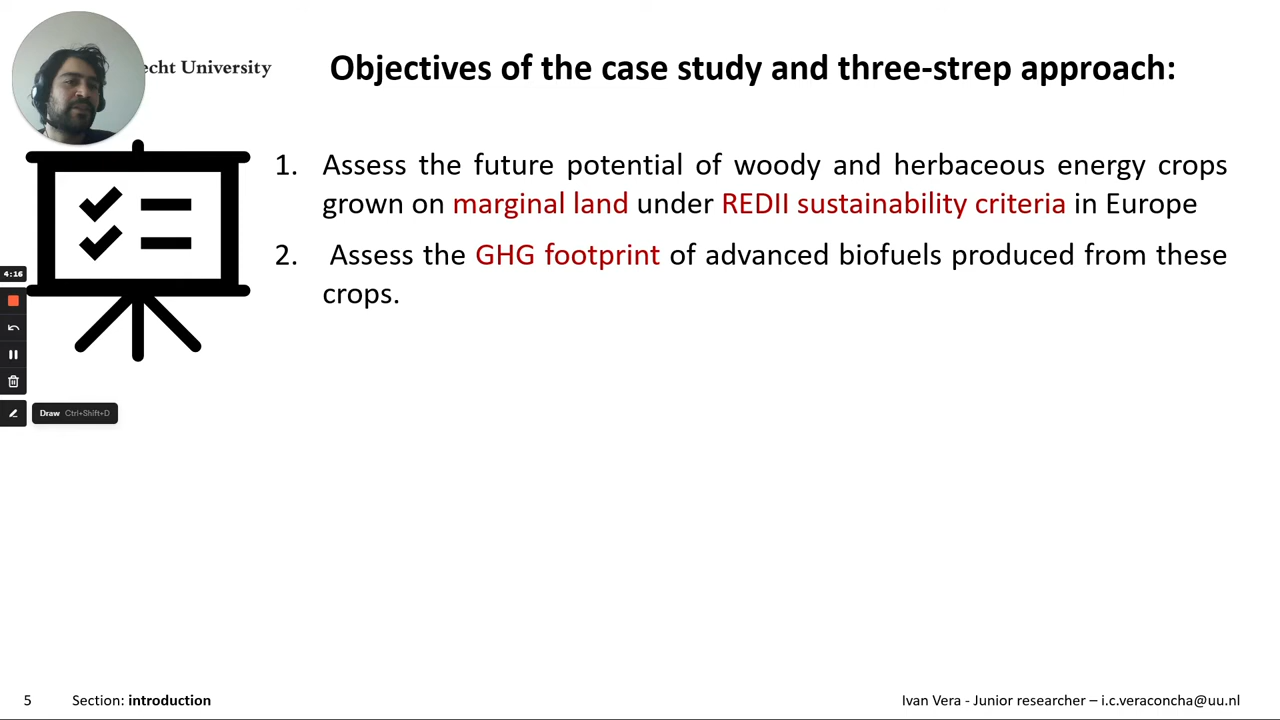 echt University
Objectives of the case study and three-strep approach:
1. Assess the future potential of woody and herbaceous energy crops
grown on marginal land under REDII sustainability criteria in Europe
2. Assess the GHG footprint of advanced biofuels produced from these
crops.
4:16
Draw Ctrl+Shift+D
5 Section: introduction Ivan Vera - Junior researcher – i.c.veraconcha@uu.nl